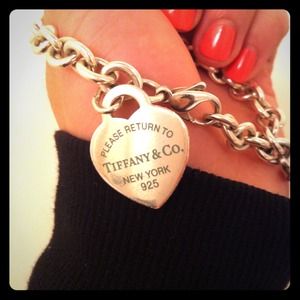 PLEASE RETURN TO
TIFFANY & CO.
NEW YORK
925